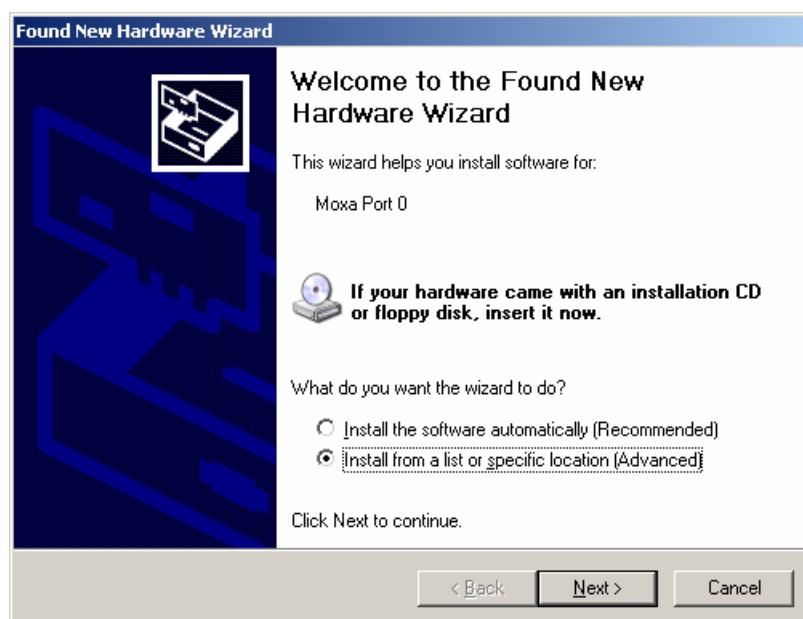 Found New Hardware Wizard
Welcome to the Found New
Hardware Wizard
This wizard helps you install software for:
Moxa Port 0
If your hardware came with an installation CD
or floppy disk, insert it now.
What do you want the wizard to do?
Install the software automatically (Recommended)
Install from a list or specific location (Advanced)
Click Next to continue.
< Back Next > Cancel